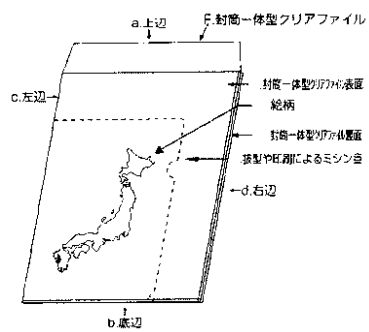 a.上辺
F.封筒一体型クリアファイル
封筒一体型クリアファイル表面
c.左辺
絵柄
封筒一体型クリアファイル裏面
抜型や印刷によるミシン目
d.右辺
b.底辺